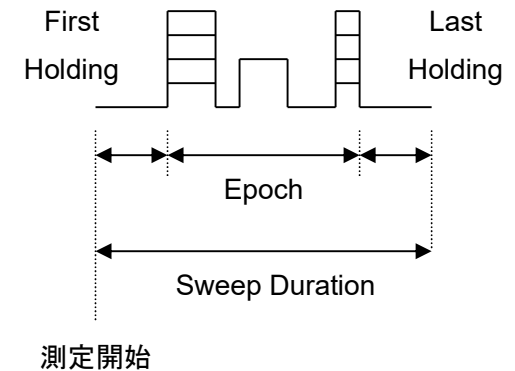 First
Holding
Last
Holding
Epoch
Sweep Duration
測定開始